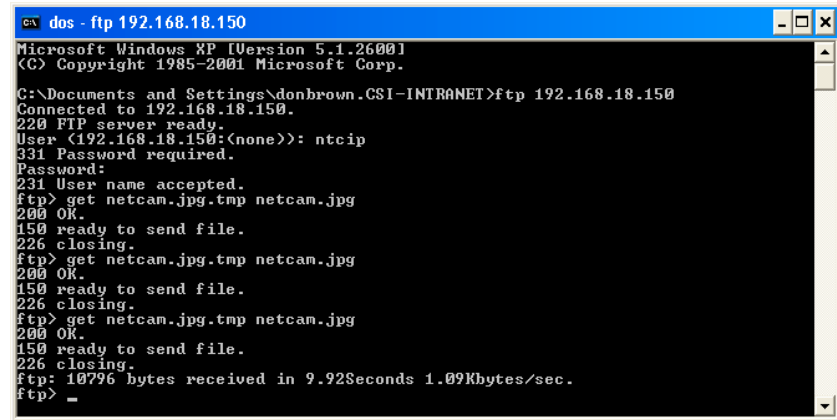 dos - ftp 192.168.18.150
Microsoft Windows XP [Version 5.1.2600]
(C) Copyright 1985-2001 Microsoft Corp.
C:\Documents and Settings\donbrown.CSI-INTRANET>ftp 192.168.18.150
Connected to 192.168.18.150.
220 FTP server ready.
User (192.168.18.150:(none)): ntcip
331 Password required.
Password:
231 User name accepted.
ftp> get netcam.jpg.tmp netcam.jpg
200 OK.
150 ready to send file.
226 closing.
ftp> get netcam.jpg.tmp netcam.jpg
200 OK.
150 ready to send file.
226 closing.
ftp> get netcam.jpg.tmp netcam.jpg
200 OK.
150 ready to send file.
226 closing.
ftp: 10796 bytes received in 9.92Seconds 1.09Kbytes/sec.
ftp> _